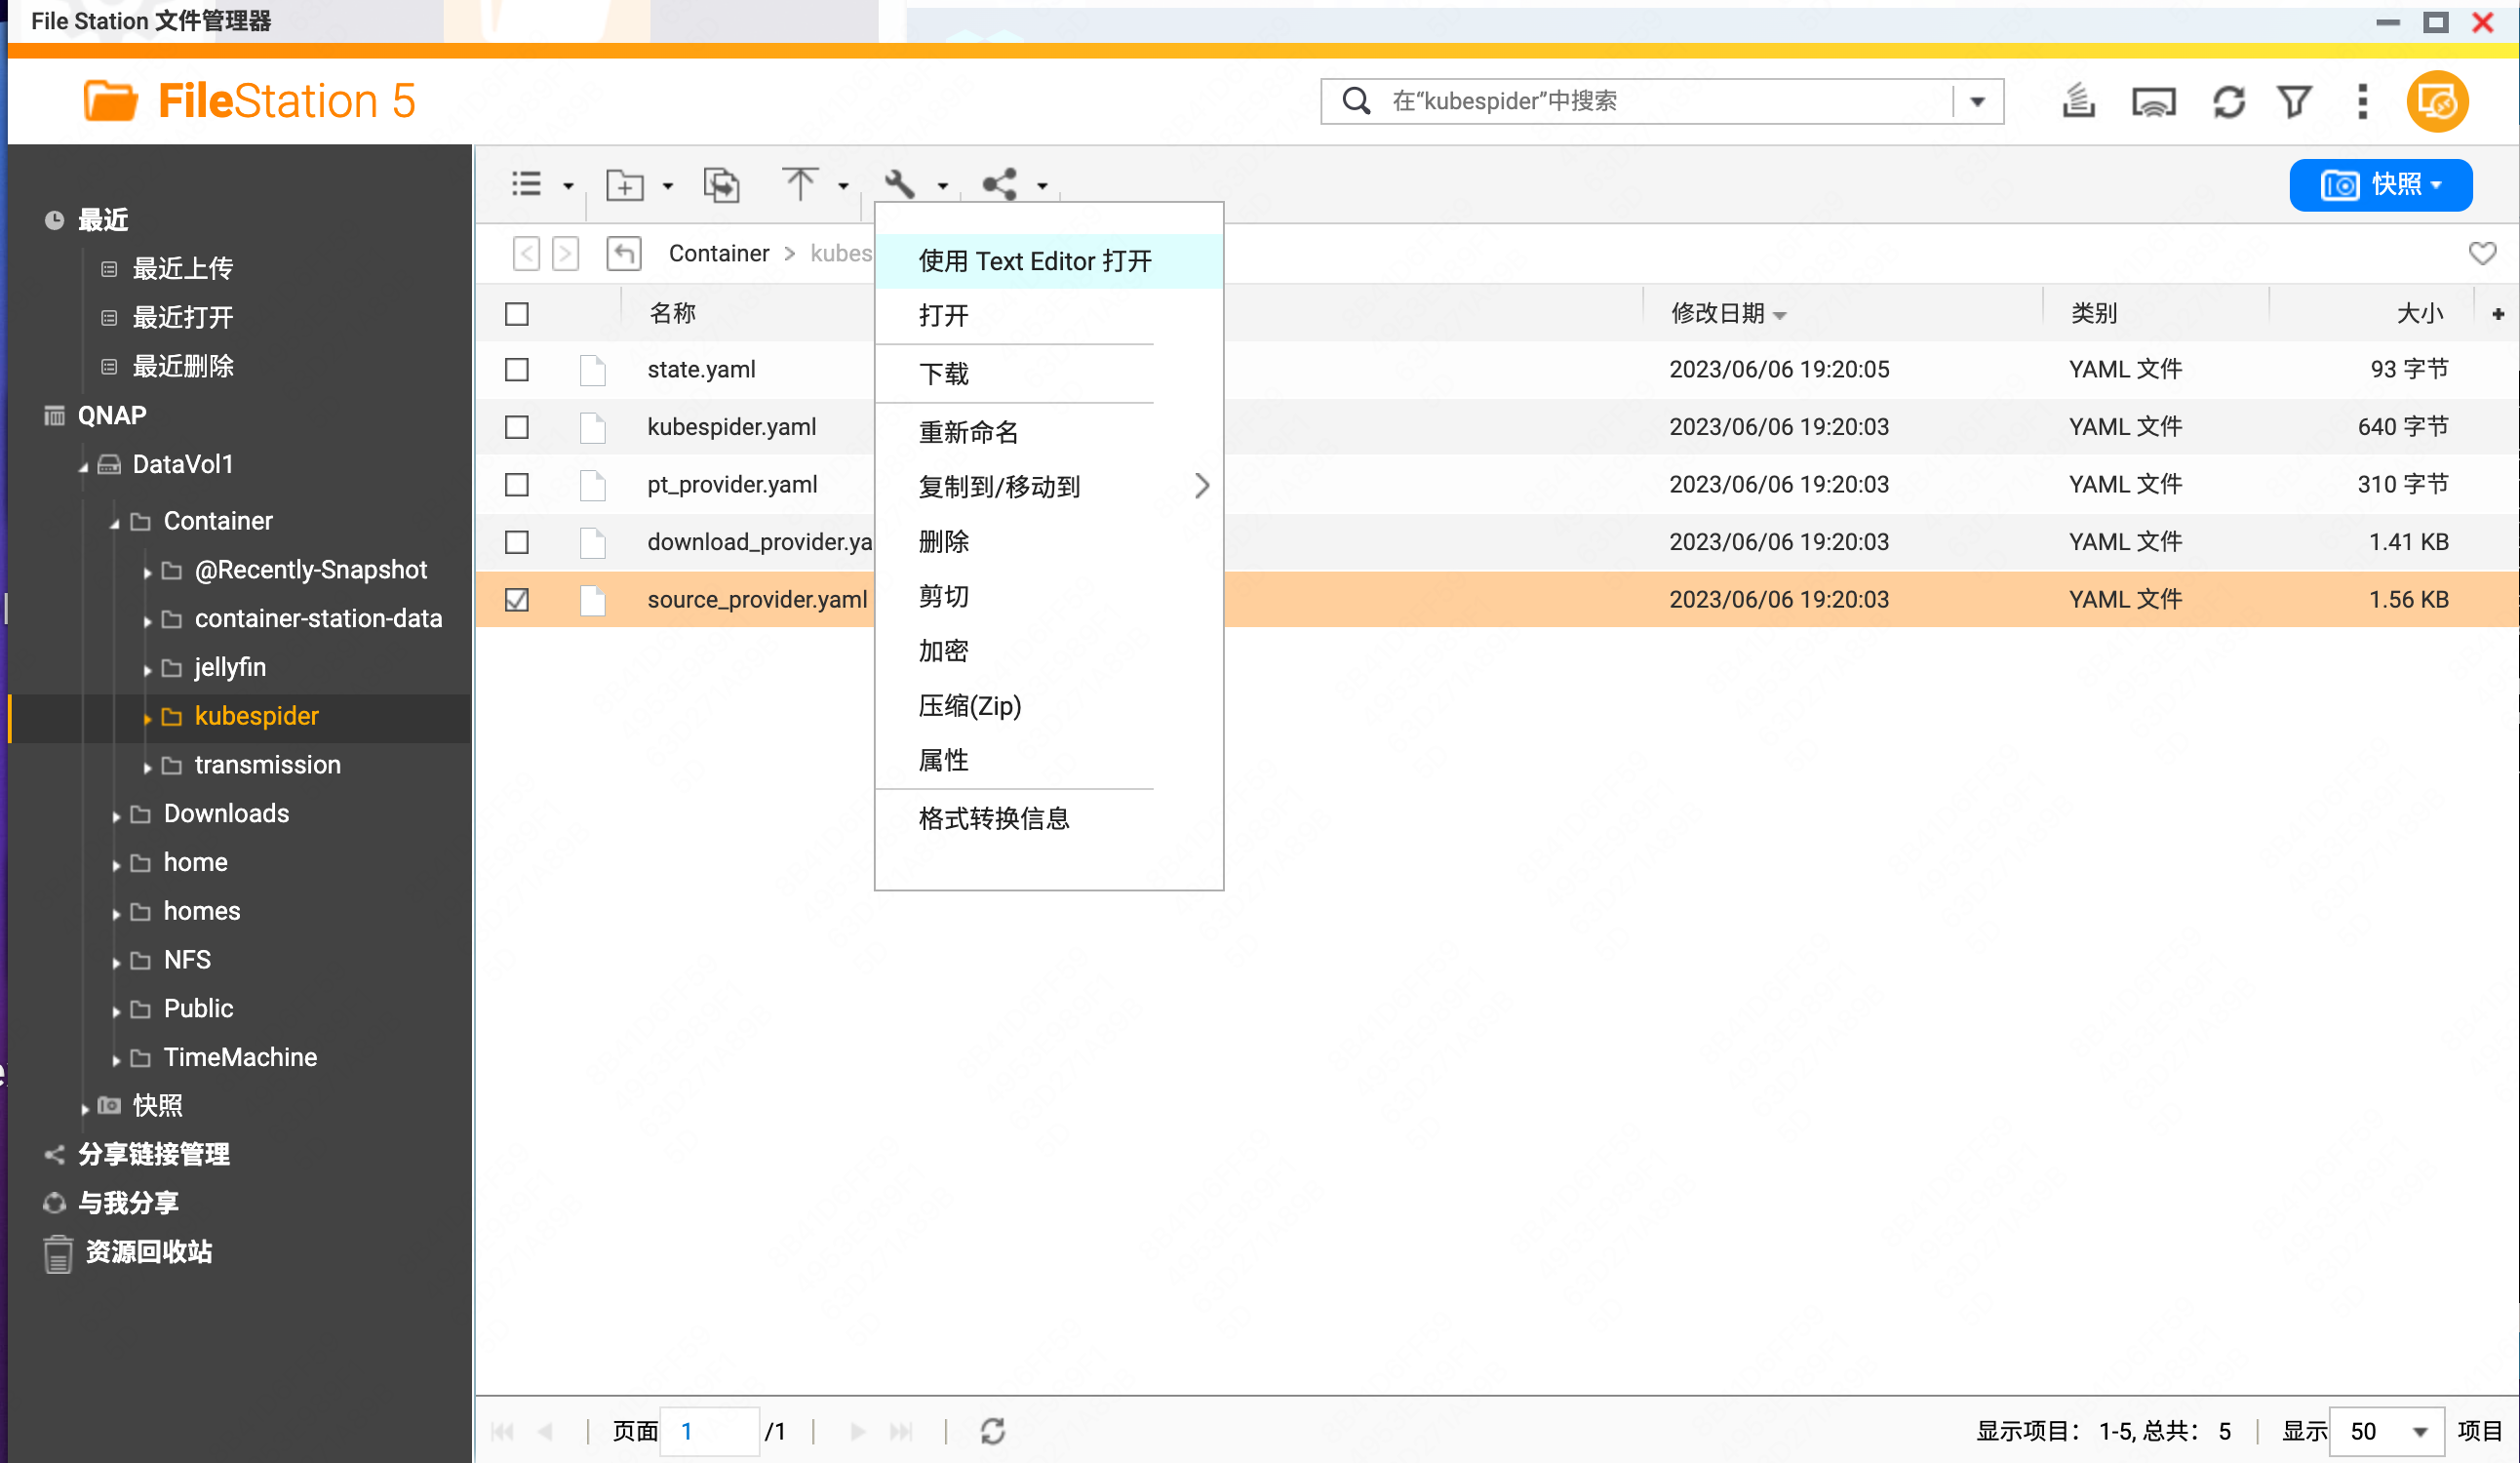 File Station 文件管理器
FileStation 5
在“kubespider”中搜索
快照
最近
最近上传
最近打开
最近删除
QNAP
DataVol1
Container
@Recently-Snapshot
container-station-data
jellyfin
kubespider
transmission
Downloads
home
homes
NFS
Public
TimeMachine
快照
分享链接管理
与我分享
资源回收站
Container > kubes
名称 修改日期 类别 大小
state.yaml 2023/06/06 19:20:05 YAML 文件 93 字节
kubespider.yaml 2023/06/06 19:20:03 YAML 文件 640 字节
pt_provider.yaml 2023/06/06 19:20:03 YAML 文件 310 字节
download_provider.ya 2023/06/06 19:20:03 YAML 文件 1.41 KB
source_provider.yaml 2023/06/06 19:20:03 YAML 文件 1.56 KB
使用 Text Editor 打开
打开
下载
重新命名
复制到/移动到
删除
剪切
加密
压缩(Zip)
属性
格式转换信息
页面 1 /1
显示项目： 1-5, 总共： 5 | 显示 50 项目